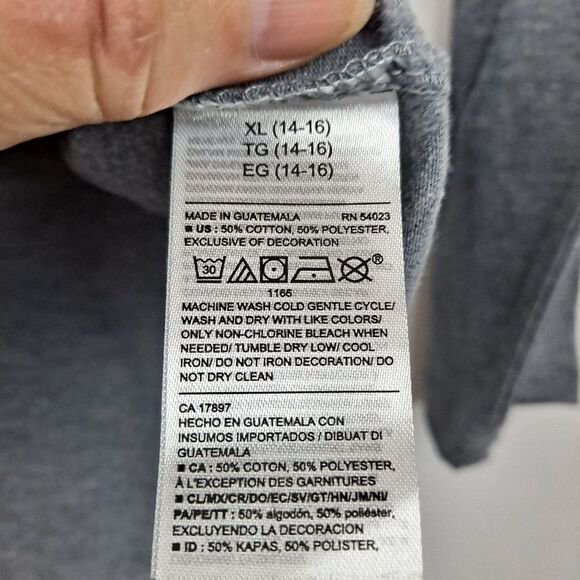 XL (14-16)
TG (14-16)
EG (14-16)
MADE IN GUATEMALA RN 54023
■ US : 50% COTTON, 50% POLYESTER,
EXCLUSIVE OF DECORATION
30 ®
1166
MACHINE WASH COLD GENTLE CYCLE/
WASH AND DRY WITH LIKE COLORS/
ONLY NON-CHLORINE BLEACH WHEN
NEEDED/ TUMBLE DRY LOW/ COOL
IRON/ DO NOT IRON DECORATION/ DO
NOT DRY CLEAN
CA 17897
HECHO EN GUATEMALA CON
INSUMOS IMPORTADOS / DIBUAT DI
GUATEMALA
■ CA : 50% COTON, 50% POLYESTER,
À L'EXCEPTION DES GARNITURES
■ CL/MX/CR/DO/EC/SV/GT/HN/JM/NI/
PA/PE/TT : 50% algodón, 50% poliéster,
EXCLUYENDO LA DECORACION
■ ID : 50% KAPAS, 50% POLISTER,